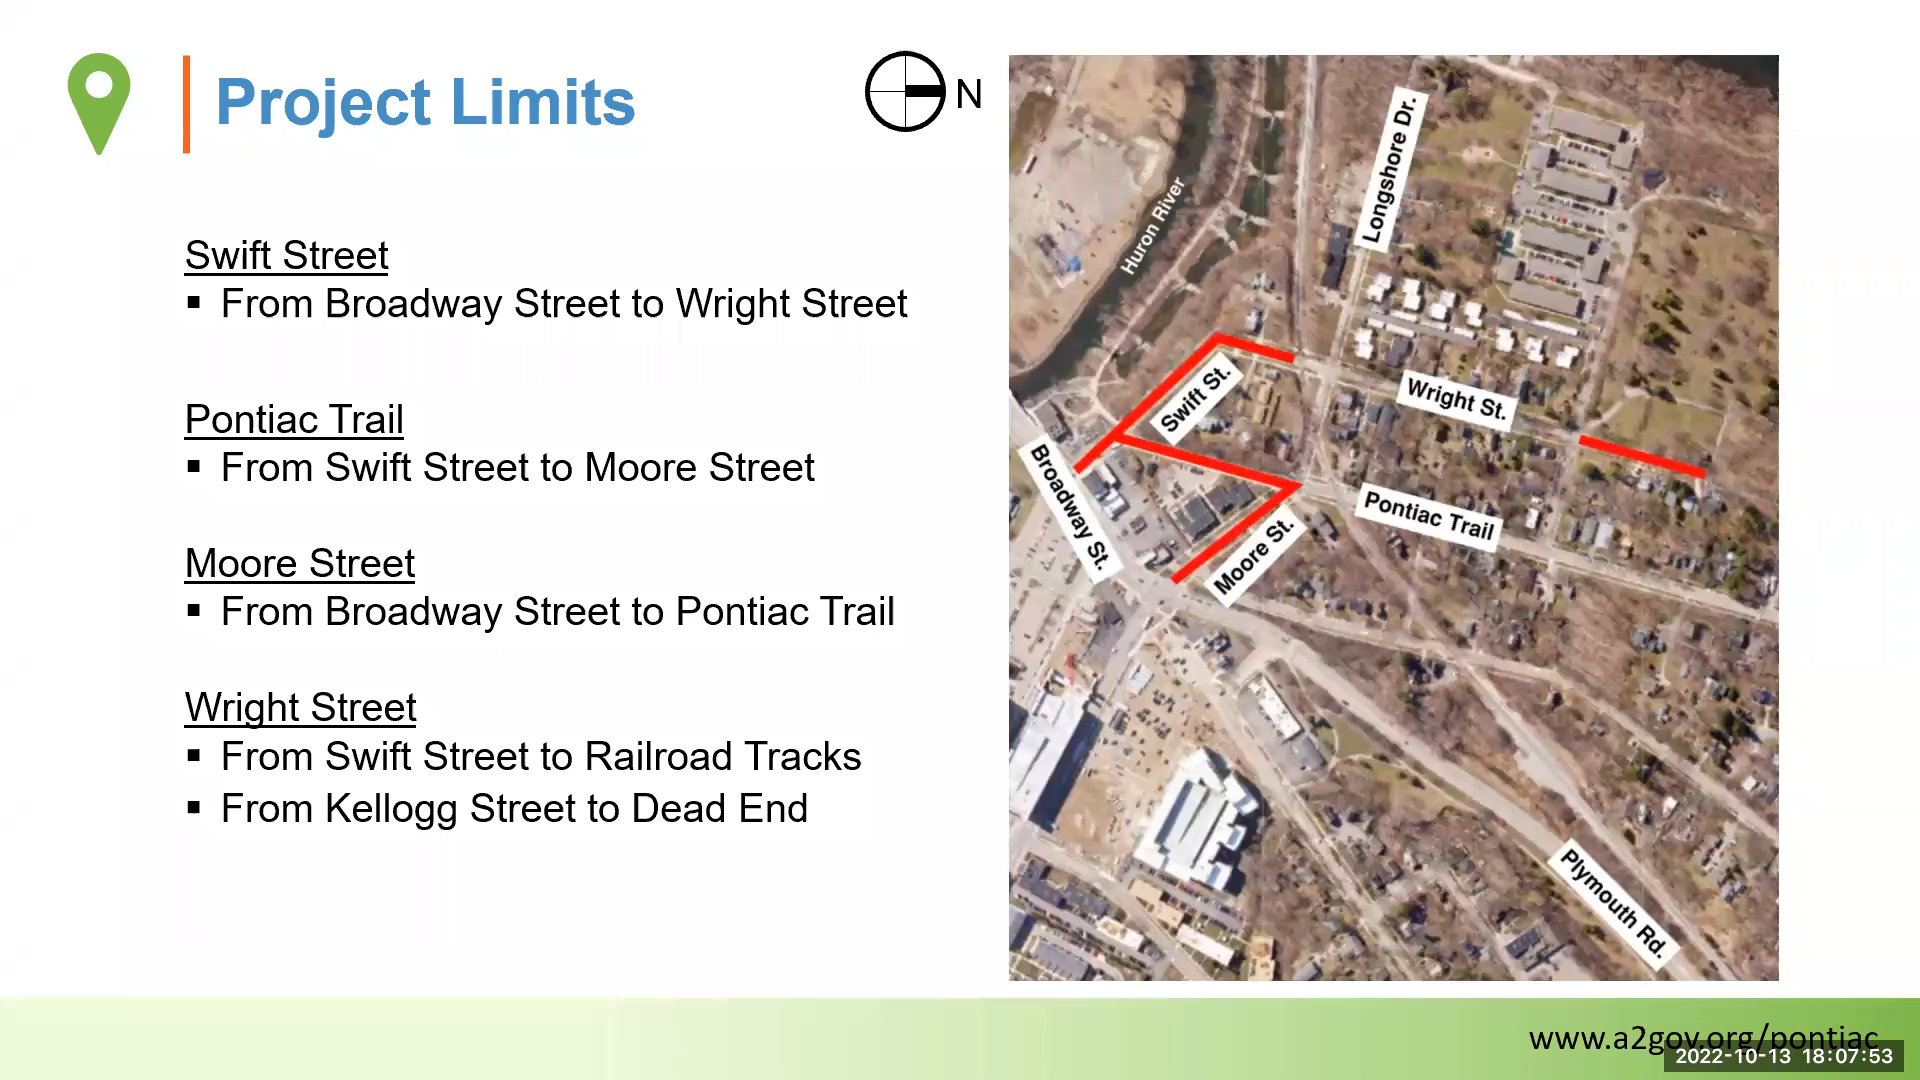 Project Limits
N
Swift Street
▪ From Broadway Street to Wright Street
Pontiac Trail
▪ From Swift Street to Moore Street
Moore Street
▪ From Broadway Street to Pontiac Trail
Wright Street
▪ From Swift Street to Railroad Tracks
▪ From Kellogg Street to Dead End
Longshore Dr.
Huron River
Swift St.
Wright St.
Broadway St.
Pontiac Trail
Moore St.
Plymouth Rd.
www.a2gov.org/pontiac
2022-10-13 18:07:53